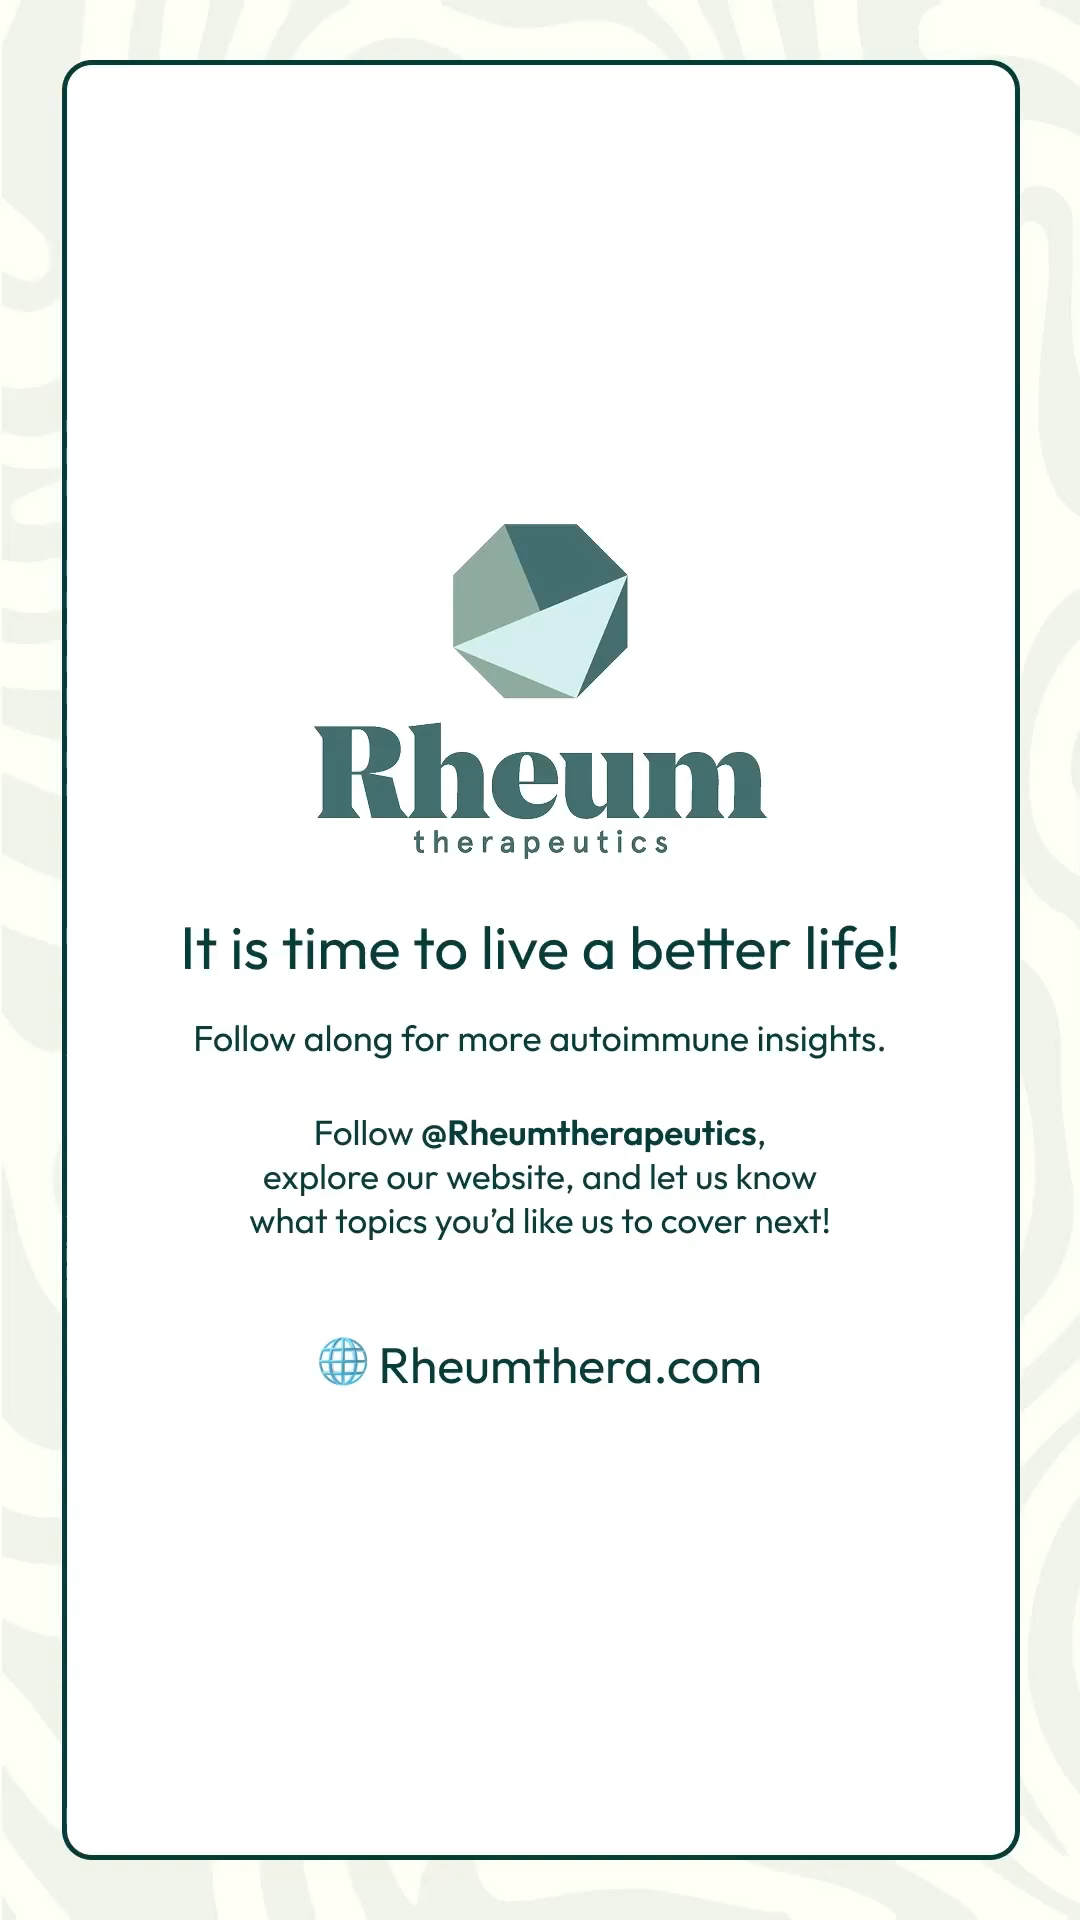 Rheum
therapeutics
It is time to live a better life!
Follow along for more autoimmune insights.
Follow @Rheumtherapeutics,
explore our website, and let us know
what topics you’d like us to cover next!
🌐 Rheumthera.com